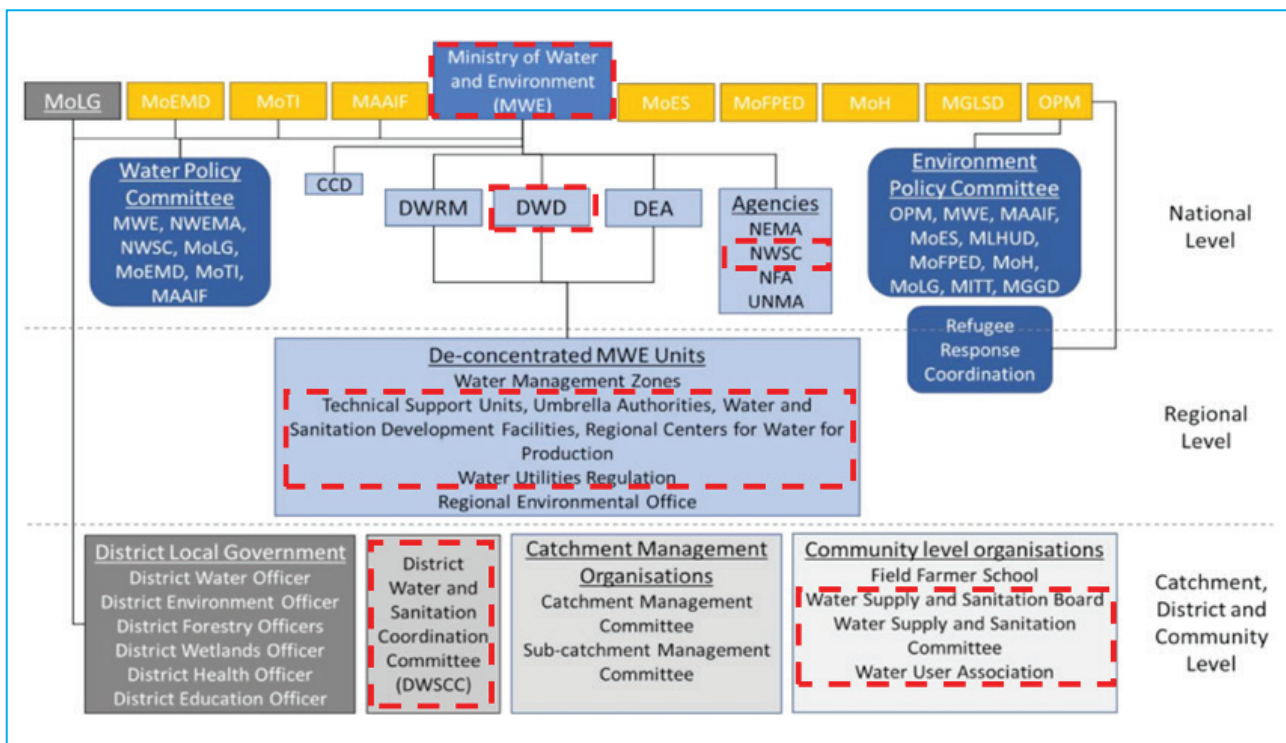 Ministry of Water
and Environment
(MWE)
MoLG
MoEMD
MoTI
MAAIF
MoES
MoFPED
MoH
MGLSD
OPM
Water Policy
Committee
MWE, NWEMA,
NWSC, MoLG,
MoEMD, MoTI,
MAAIF
CCD
DWRM
DWD
DEA
Agencies
NEMA
NWSC
NFA
UNMA
Environment
Policy Committee
OPM, MWE, MAAIF,
MoES, MLHUD,
MoFPED, MoH,
MoLG, MITT, MGGD
National
Level
De-concentrated MWE Units
Water Management Zones
Technical Support Units, Umbrella Authorities, Water and
Sanitation Development Facilities, Regional Centers for Water for
Production
Water Utilities Regulation
Regional Environmental Office
Refugee
Response
Coordination
Regional
Level
District Local Government
District Water Officer
District Environment Officer
District Forestry Officers
District Wetlands Officer
District Health Officer
District Education Officer
District
Water and
Sanitation
Coordination
Committee
(DWSCC)
Catchment Management
Organisations
Catchment Management
Committee
Sub-catchment Management
Committee
Community level organisations
Field Farmer School
Water Supply and Sanitation Board
Water Supply and Sanitation
Committee
Water User Association
Catchment,
District and
Community
Level